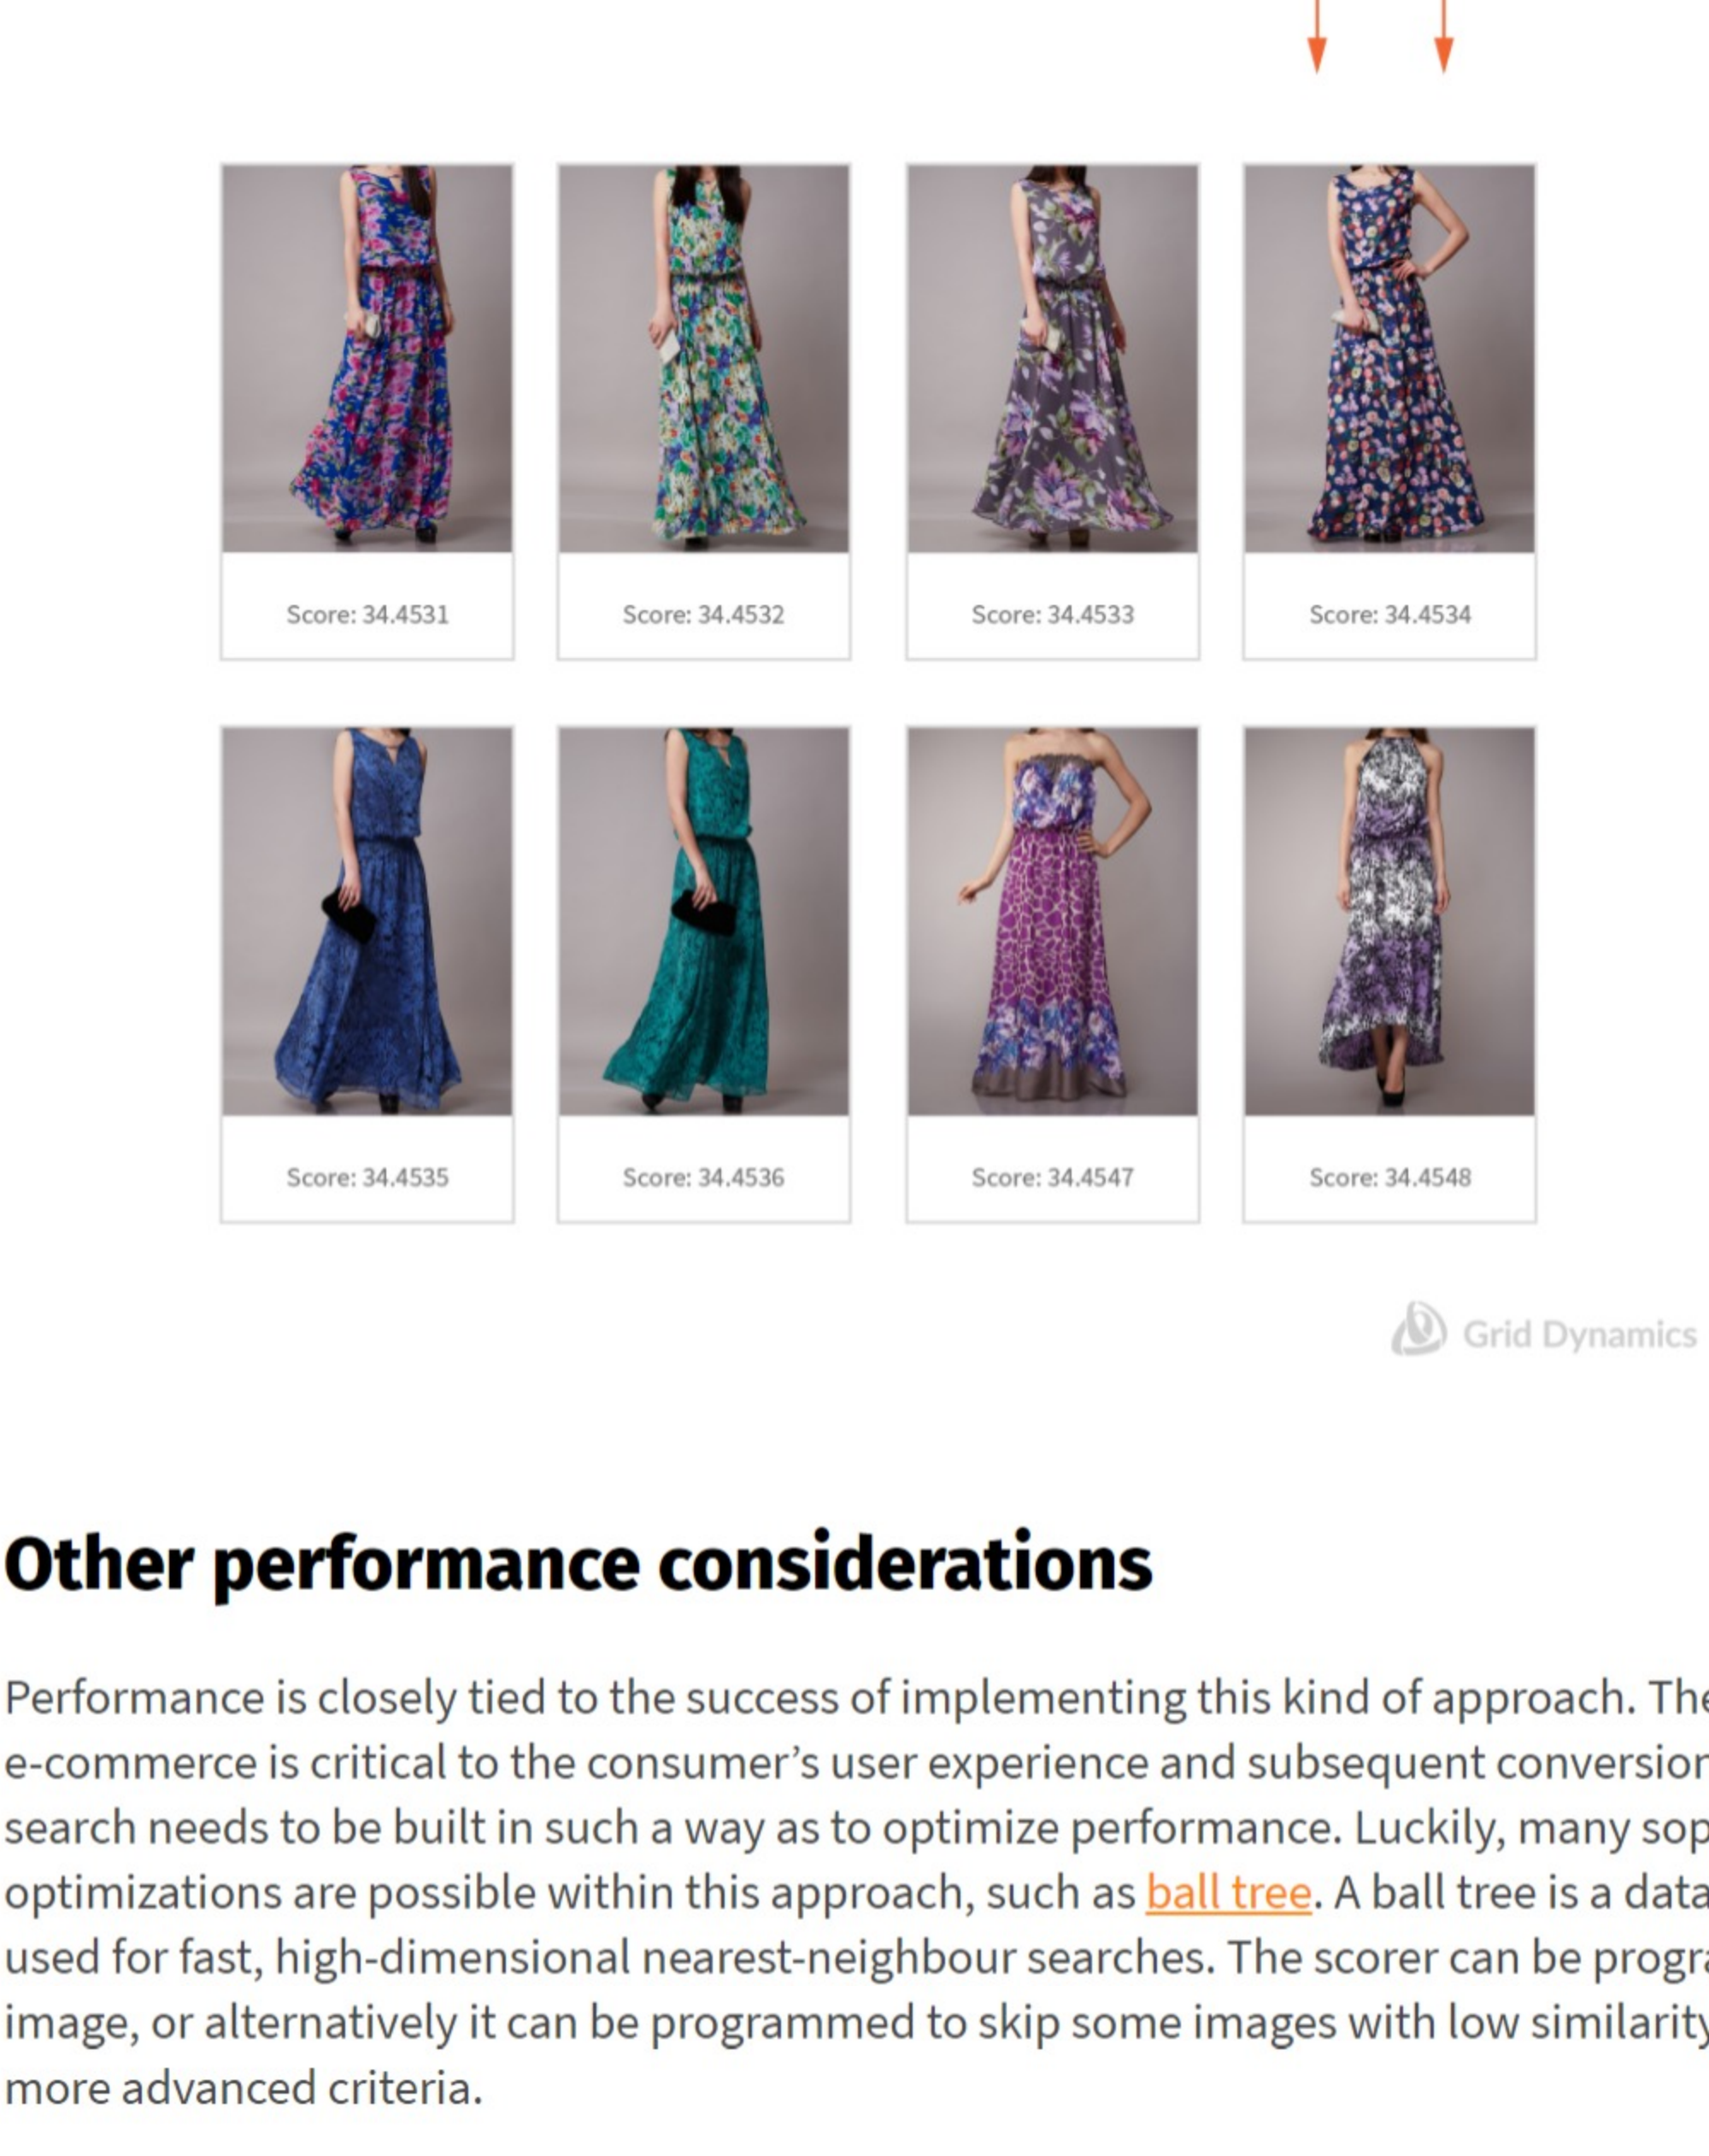 Score: 34.4531
Score: 34.4532
Score: 34.4533
Score: 34.4534
Score: 34.4535
Score: 34.4536
Score: 34.4547
Score: 34.4548
Grid Dynamics
Other performance considerations
Performance is closely tied to the success of implementing this kind of approach.
e-commerce is critical to the consumer’s user experience and subsequent
search needs to be built in such a way as to optimize performance. Luckily, many
optimizations are possible within this approach, such as ball tree. A ball tree is a data
used for fast, high-dimensional nearest-neighbour searches. The scorer can be
image, or alternatively it can be programmed to skip some images with low similarity
more advanced criteria.